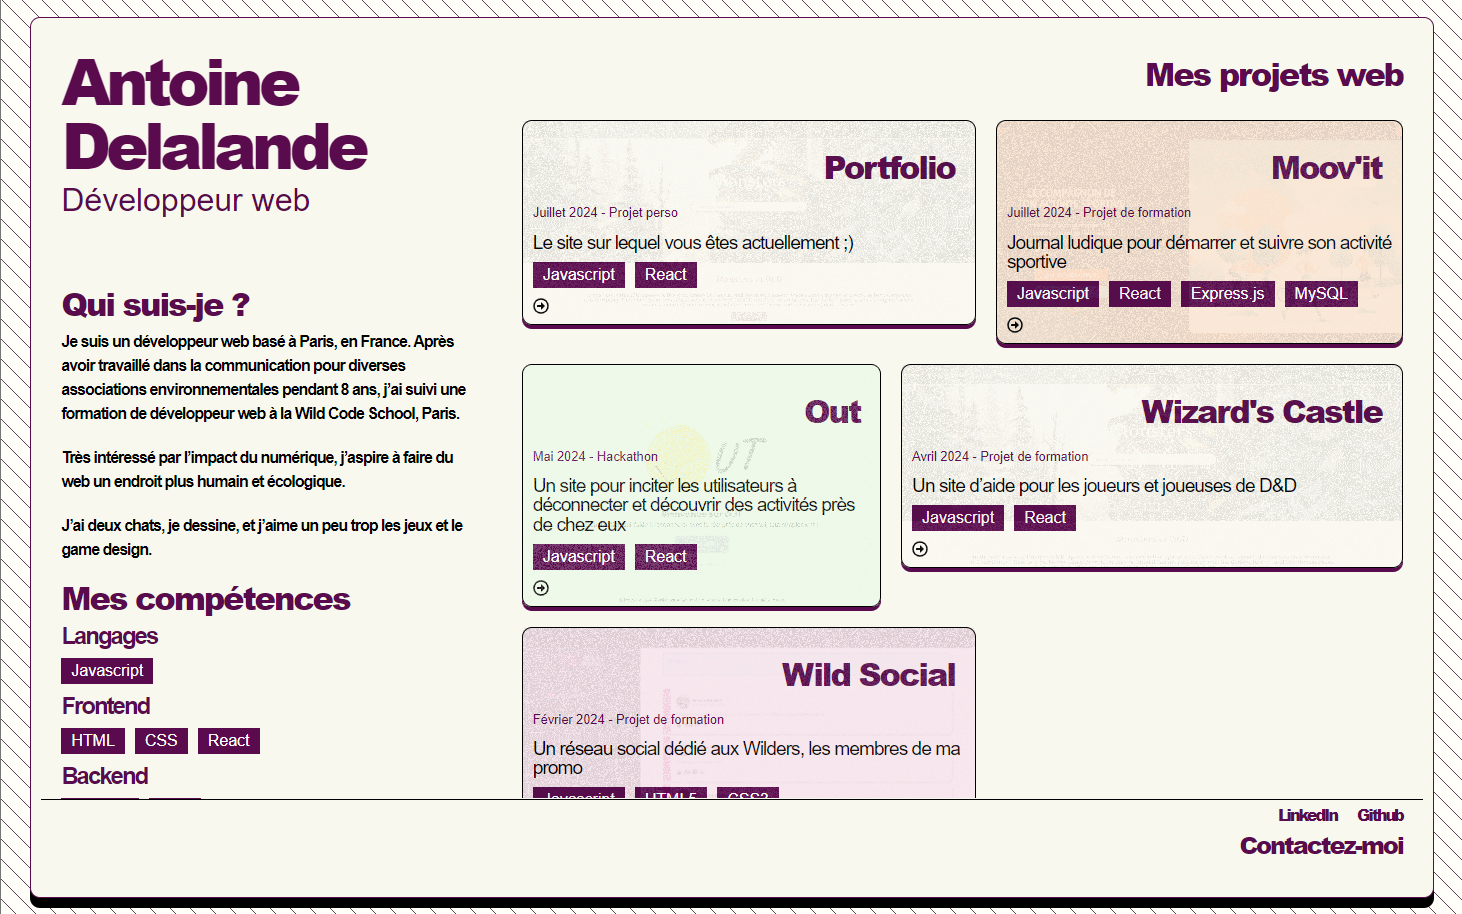 Antoine
Delalande
Développeur web
Qui suis-je ?
Je suis un développeur web basé à Paris, en France. Après
avoir travaillé dans la communication pour diverses
associations environnementales pendant 8 ans, j’ai suivi une
formation de développeur web à la Wild Code School, Paris.
Très intéressé par l’impact du numérique, j’aspire à faire du
web un endroit plus humain et écologique.
J’ai deux chats, je dessine, et j’aime un peu trop les jeux et le
game design.
Mes compétences
Langages
Javascript
Frontend
HTML CSS React
Backend
Mes projets web
Portfolio
Juillet 2024 - Projet perso
Le site sur lequel vous êtes actuellement ;)
Javascript React
Moov'it
Juillet 2024 - Projet de formation
Journal ludique pour démarrer et suivre son activité
sportive
Javascript React Express.js MySQL
Out
UT
Mai 2024 - Hackathon
Un site pour inciter les utilisateurs à
déconnecter et découvrir des activités près
de chez eux
Javascript React
Wizard's Castle
Avril 2024 - Projet de formation
Un site d’aide pour les joueurs et joueuses de D&D
Javascript React
Wild Social
Février 2024 - Projet de formation
Un réseau social dédié aux Wilders, les membres de ma
promo
Javascript HTML5 CSS3
LinkedIn Github
Contactez-moi